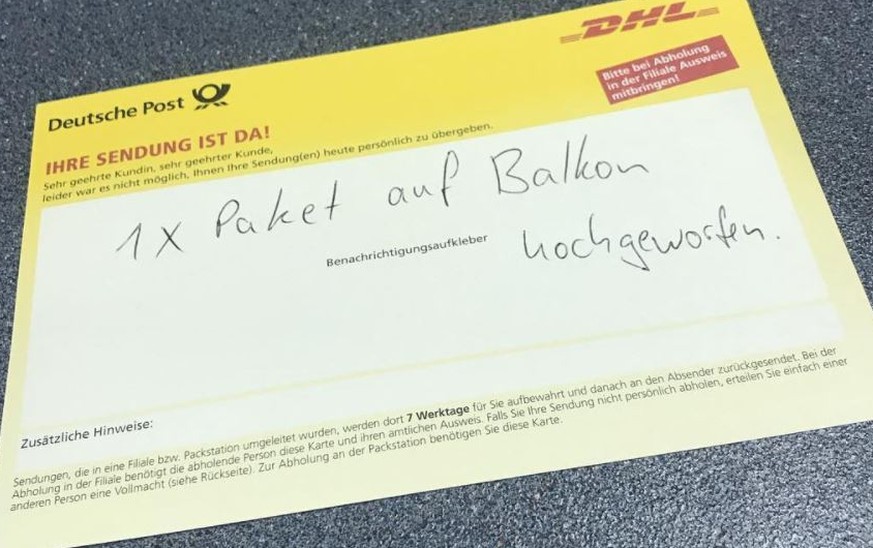 DHL
Bitte bei Abholung
in der Filiale Ausweis
mitbringen!
Deutsche Post
IHRE SENDUNG IST DA!
Sehr geehrte Kundin, sehr geehrter Kunde,
leider war es nicht möglich, Ihnen Ihre Sendung(en) heute persönlich zu übergeben.
1x Paket auf Balkon
hochgeworfen.
Benachrichtigungsaufkleber
Zusätzliche Hinweise:
Sendungen, die in eine Filiale bzw. Packstation umgeleitet wurden, werden dort 7 Werktage für Sie aufbewahrt und danach an den Absender zurückgesendet. Bei der
Abholung in der Filiale benötigt die abholende Person diese Karte und ihren amtlichen Ausweis. Falls Sie Ihre Sendung nicht persönlich abholen, erteilen Sie einfach einer
anderen Person eine Vollmacht (siehe Rückseite). Zur Abholung an der Packstation benötigen Sie diese Karte.